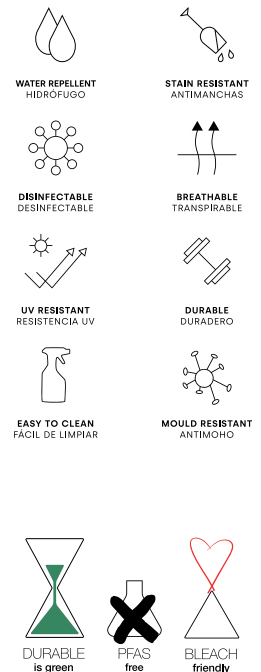 WATER REPELLENT
HIDRÓFUGO
STAIN RESISTANT
ANTIMANCHAS
DISINFECTABLE
DESINFECTABLE
BREATHABLE
TRANSPIRABLE
UV RESISTANT
RESISTENCIA UV
DURABLE
DURADERO
EASY TO CLEAN
FÁCIL DE LIMPIAR
MOULD RESISTANT
ANTIMOHO
DURABLE
is green
PFAS
free
BLEACH
friendly